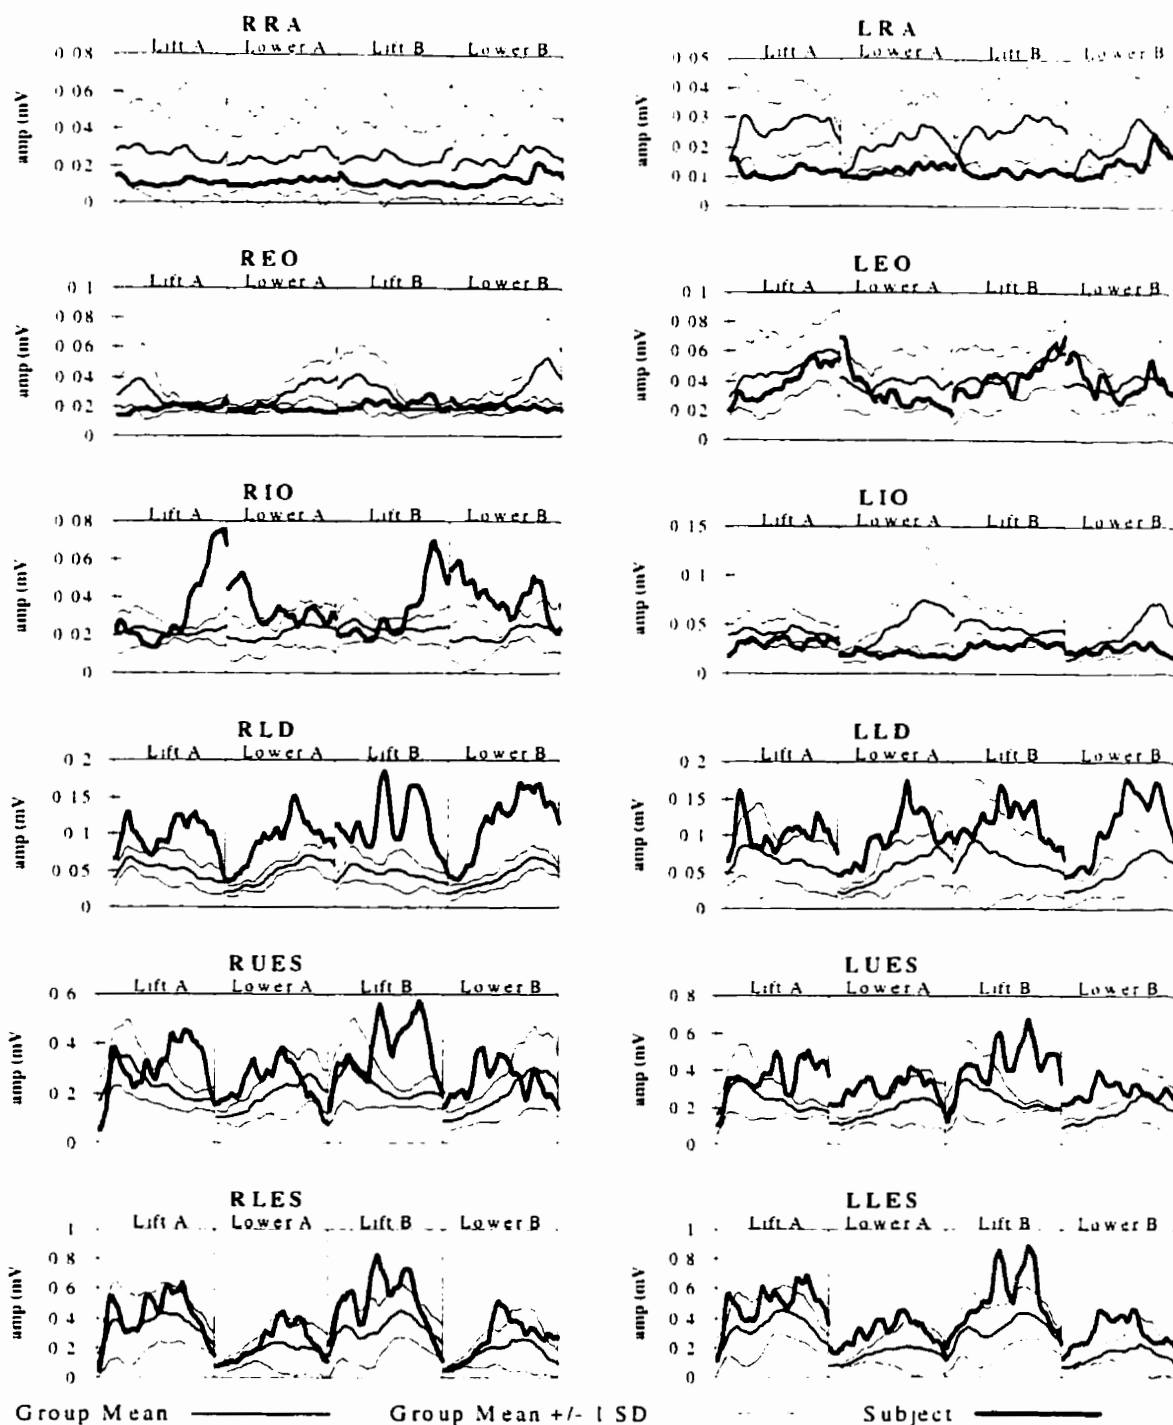 RRA
Lift A Lower A Lift B Lower B
0 08
0 06
0 04
0 02
0
amp (mV)
LRA
Lift A Lower A Lift B Lower B
0 05
0 04
0 03
0 02
0 01
0
amp (mV)
REO
Lift A Lower A Lift B Lower B
0 1
0 08
0 06
0 04
0 02
0
amp (mV)
LEO
Lift A Lower A Lift B Lower B
0 1
0 08
0 06
0 04
0 02
0
amp (mV)
RIO
Lift A Lower A Lift B Lower B
0 08
0 06
0 04
0 02
0
amp (mV)
LIO
Lift A Lower A Lift B Lower B
0 15
0 1
0 05
0
amp (mV)
RLD
Lift A Lower A Lift B Lower B
0 2
0 15
0 1
0 05
0
amp (mV)
LLD
Lift A Lower A Lift B Lower B
0 2
0 15
0 1
0 05
0
amp (mV)
RUES
Lift A Lower A Lift B Lower B
0 6
0 4
0 2
0
amp (mV)
LUES
Lift A Lower A Lift B Lower B
0 8
0 6
0 4
0 2
0
amp (mV)
RLES
Lift A Lower A Lift B Lower B
1
0 8
0 6
0 4
0 2
0
amp (mV)
LLES
Lift A Lower A Lift B Lower B
1
0 8
0 6
0 4
0 2
0
amp (mV)
Group Mean Group Mean +/- 1 SD Subject